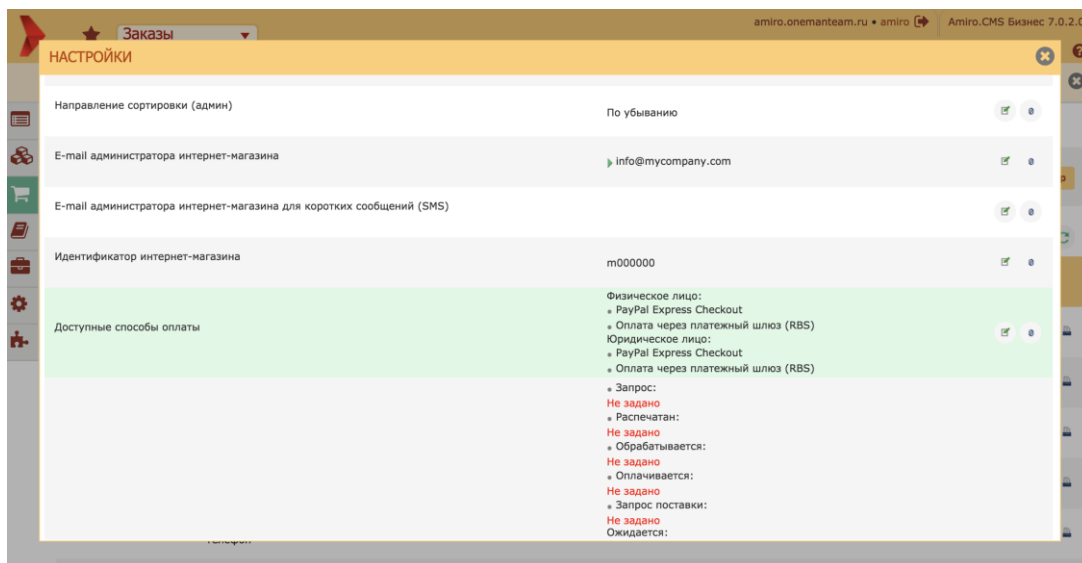 amiro.onemanteam.ru • amiro
Amiro.CMS Бизнес 7.0.2.0
Заказы
НАСТРОЙКИ
Направление сортировки (админ)
По убыванию
E-mail администратора интернет-магазина
info@mycompany.com
E-mail администратора интернет-магазина для коротких сообщений (SMS)
Идентификатор интернет-магазина
m000000
Доступные способы оплаты
Физическое лицо:
• PayPal Express Checkout
• Оплата через платежный шлюз (RBS)
Юридическое лицо:
• PayPal Express Checkout
• Оплата через платежный шлюз (RBS)
• Запрос:
Не задано
• Распечатан:
Не задано
• Обрабатывается:
Не задано
• Оплачивается:
Не задано
• Запрос поставки:
Не задано
Ожидается: